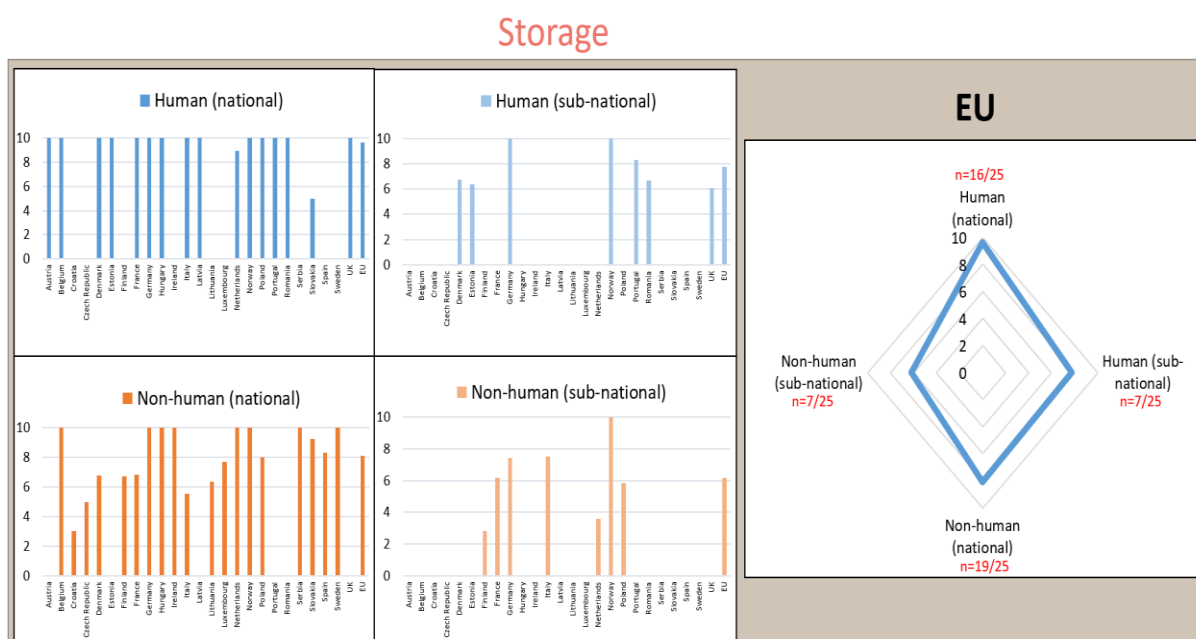 Storage
Human (national)
10
8
6
4
2
0
Austria
Belgium
Croatia
Czech Republic
Denmark
Estonia
Finland
France
Germany
Hungary
Ireland
Italy
Latvia
Lithuania
Luxembourg
Netherlands
Norway
Poland
Portugal
Romania
Serbia
Slovakia
Spain
Sweden
UK
EU
Human (sub-national)
10
8
6
4
2
0
Austria
Belgium
Croatia
Czech Republic
Denmark
Estonia
Finland
France
Germany
Hungary
Ireland
Italy
Latvia
Lithuania
Luxembourg
Netherlands
Norway
Poland
Portugal
Romania
Serbia
Slovakia
Spain
Sweden
UK
EU
Non-human (national)
10
8
6
4
2
0
Austria
Belgium
Croatia
Czech Republic
Denmark
Estonia
Finland
France
Germany
Hungary
Ireland
Italy
Latvia
Lithuania
Luxembourg
Netherlands
Norway
Poland
Portugal
Romania
Serbia
Slovakia
Spain
Sweden
UK
EU
Non-human (sub-national)
10
8
6
4
2
0
Austria
Belgium
Croatia
Czech Republic
Denmark
Estonia
Finland
France
Germany
Hungary
Ireland
Italy
Latvia
Lithuania
Luxembourg
Netherlands
Norway
Poland
Portugal
Romania
Serbia
Slovakia
Spain
Sweden
UK
EU
EU
n=16/25
Human
(national)
10
8
6
4
2
0
Non-human
(sub-national)
n=7/25
Human (sub-
national)
n=7/25
Non-human
(national)
n=19/25